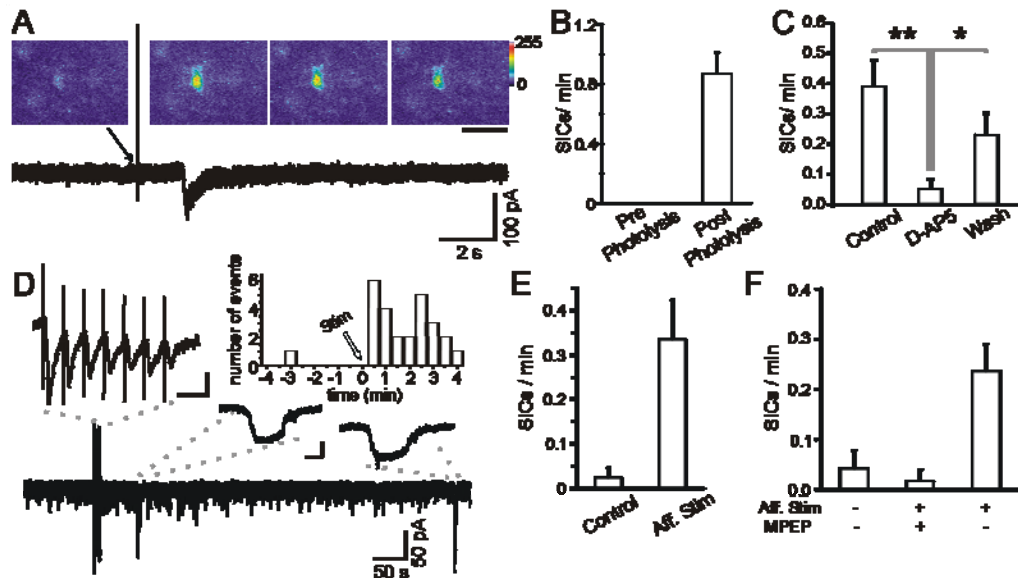 A
255
0
100 pA
2 s
B
SICs/ min
1.2
0.8
0.4
0.0
Pre Photolysis
Post Photolysis
C
SICs/ min
0.6
0.5
0.4
0.3
0.2
0.1
0.0
**
*
Control
D-AP5
Wash
D
number of events
6
4
2
0
Stim
-4 -3 -2 -1 0 1 2 3 4
time (min)
50 pA
50 s
E
SICs / min
0.4
0.3
0.2
0.1
0
Control
Aff. Stim
F
SICs / min
0.4
0.3
0.2
0.1
0.0
Aff. Stim - + +
MPEP - + -